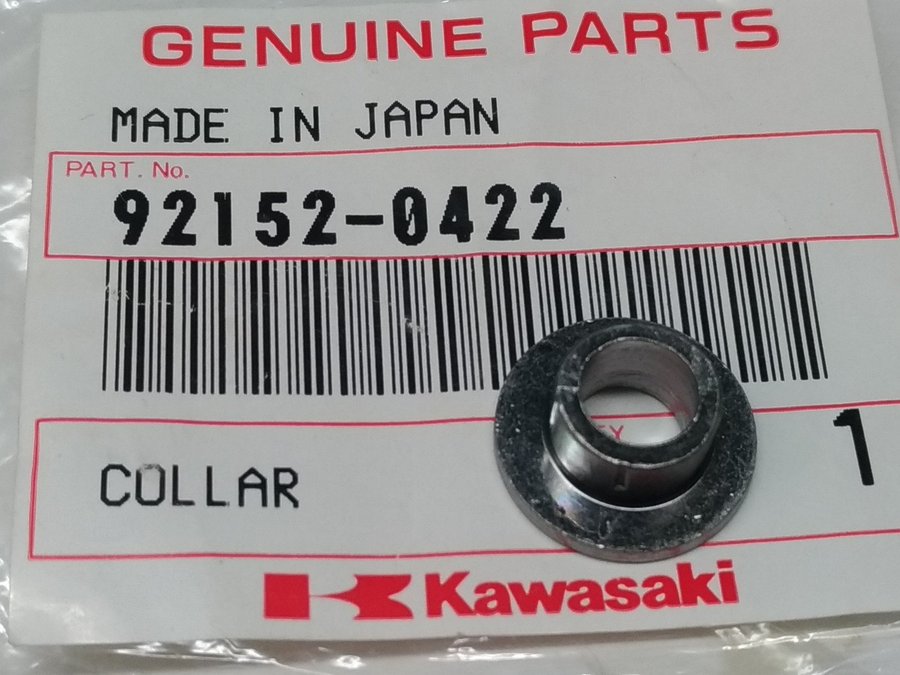 GENUINE PARTS
MADE IN JAPAN
PART. No.
92152-0422
1
COLLAR
Kawasaki